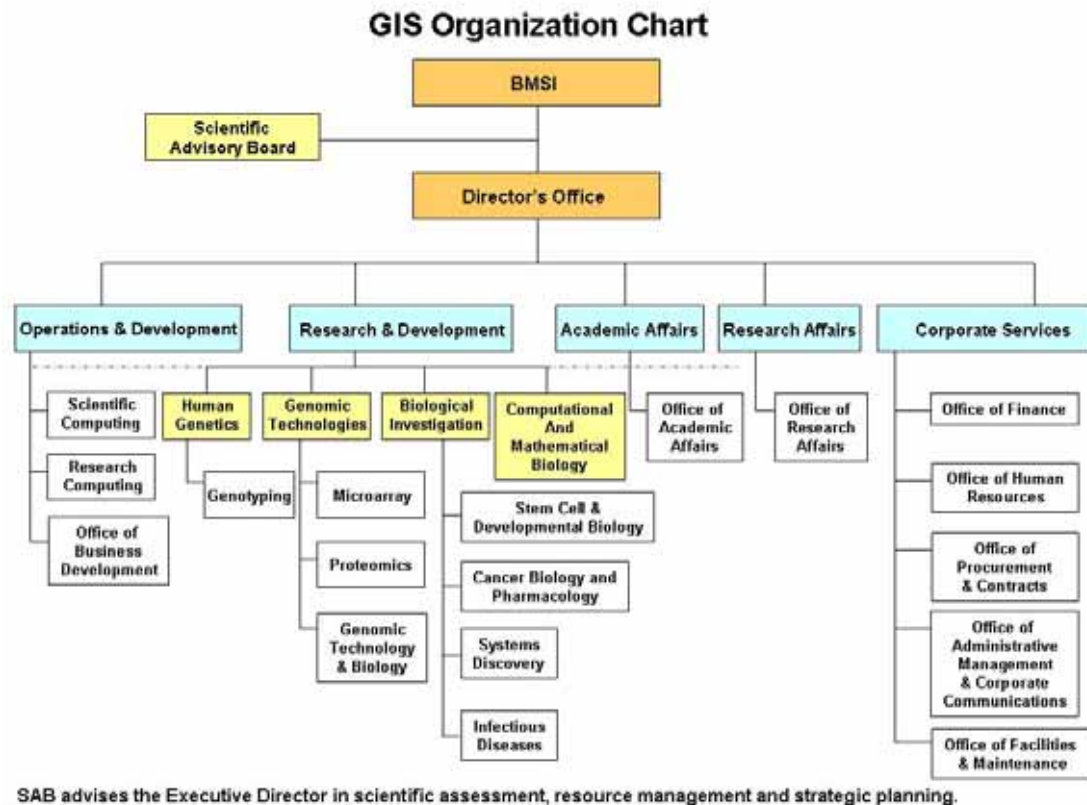 GIS Organization Chart
BMSI
Scientific
Advisory Board
Director's Office
Operations & Development
Research & Development
Academic Affairs
Research Affairs
Corporate Services
Scientific
Computing
Research
Computing
Office of
Business
Development
Human
Genetics
Genotyping
Genomic
Technologies
Microarray
Proteomics
Genomic
Technology
& Biology
Biological
Investigation
Stem Cell &
Developmental Biology
Cancer Biology and
Pharmacology
Systems
Discovery
Infectious
Diseases
Computational
And
Mathematical
Biology
Office of
Academic
Affairs
Office of
Research
Affairs
Office of Finance
Office of Human
Resources
Office of
Procurement
& Contracts
Office of
Administrative
Management
& Corporate
Communications
Office of Facilities
& Maintenance
SAB advises the Executive Director in scientific assessment, resource management and strategic planning.